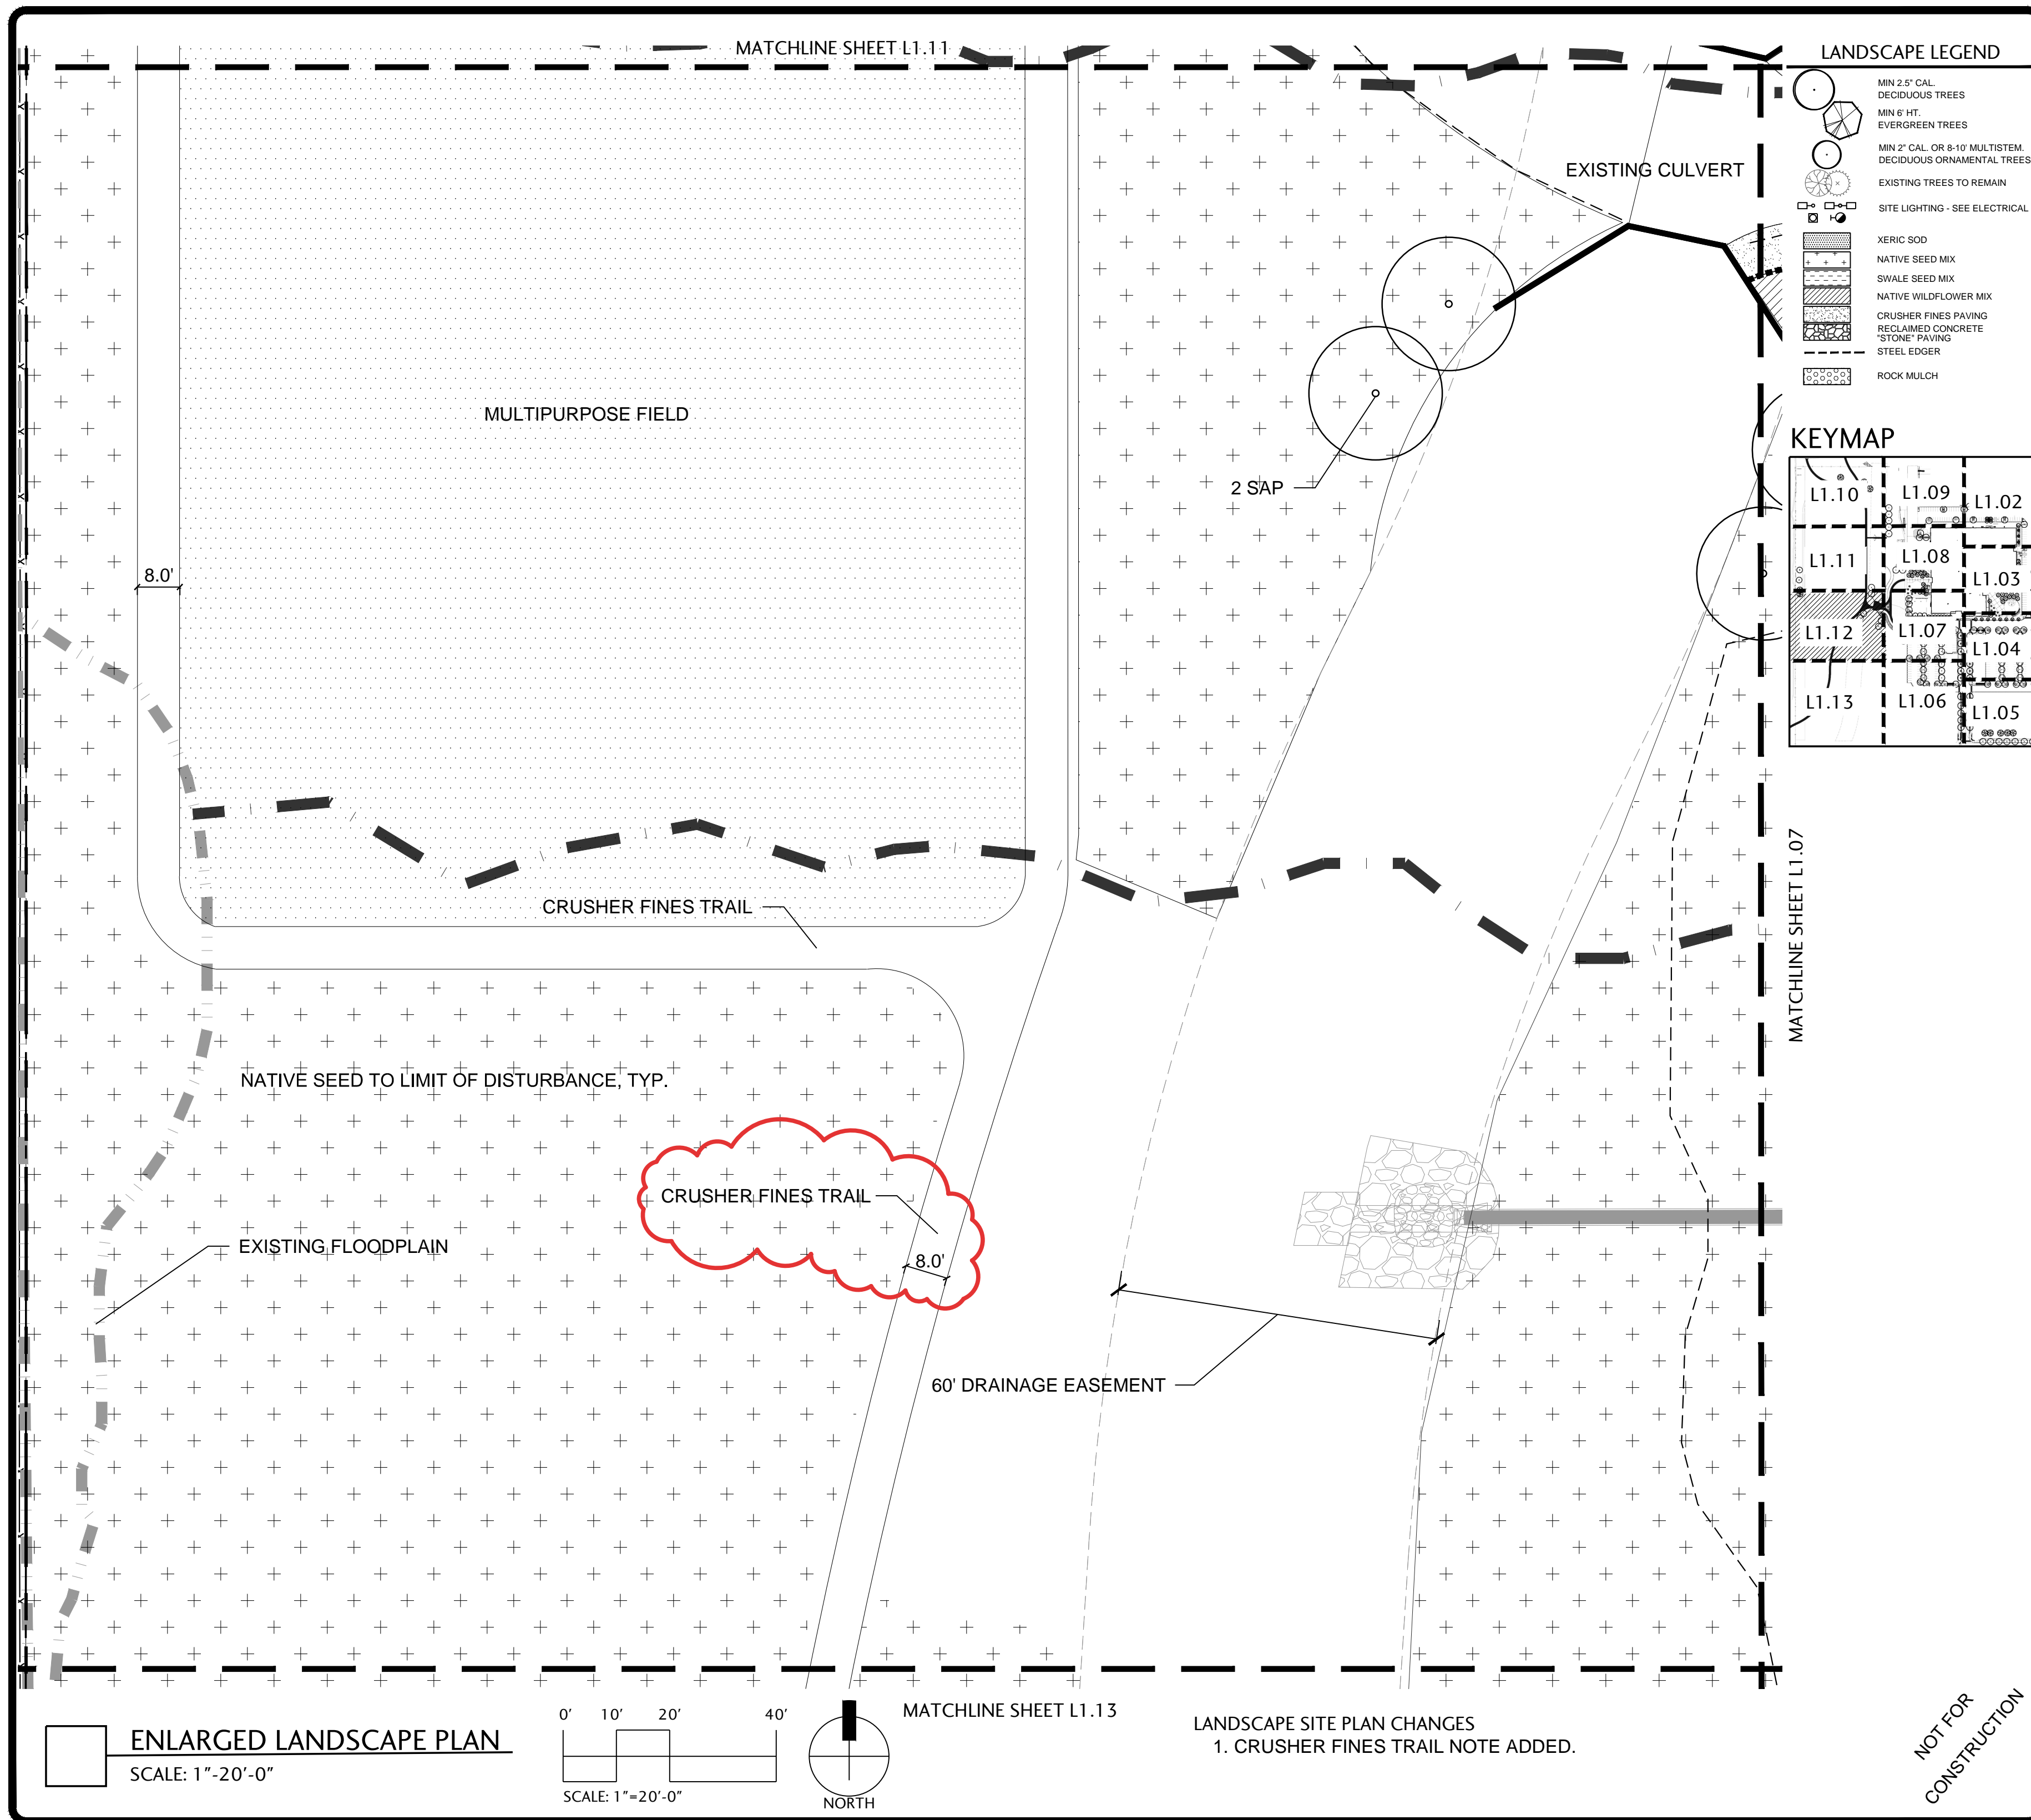 MATCHLINE SHEET L1.11
EXISTING CULVERT
MULTIPURPOSE FIELD
2 SAP
8.0'
CRUSHER FINES TRAIL
NATIVE SEED TO LIMIT OF DISTURBANCE, TYP.
CRUSHER FINES TRAIL
8.0'
EXISTING FLOODPLAIN
60' DRAINAGE EASEMENT
MATCHLINE SHEET L1.07
MATCHLINE SHEET L1.13
LANDSCAPE LEGEND
MIN 2.5" CAL.
DECIDUOUS TREES
MIN 6' HT.
EVERGREEN TREES
MIN 2" CAL. OR 8-10' MULTISTEM.
DECIDUOUS ORNAMENTAL TREES
EXISTING TREES TO REMAIN
SITE LIGHTING - SEE ELECTRICAL
XERIC SOD
NATIVE SEED MIX
SWALE SEED MIX
NATIVE WILDFLOWER MIX
CRUSHER FINES PAVING
RECLAIMED CONCRETE
"STONE" PAVING
STEEL EDGER
ROCK MULCH
KEYMAP
L1.10 L1.09 L1.02
L1.11 L1.08 L1.03
L1.12 L1.07 L1.04
L1.13 L1.06 L1.05
ENLARGED LANDSCAPE PLAN
SCALE: 1"-20'-0"
0' 10' 20' 40'
SCALE: 1"=20'-0"
NORTH
LANDSCAPE SITE PLAN CHANGES
1. CRUSHER FINES TRAIL NOTE ADDED.
NOT FOR
CONSTRUCTION